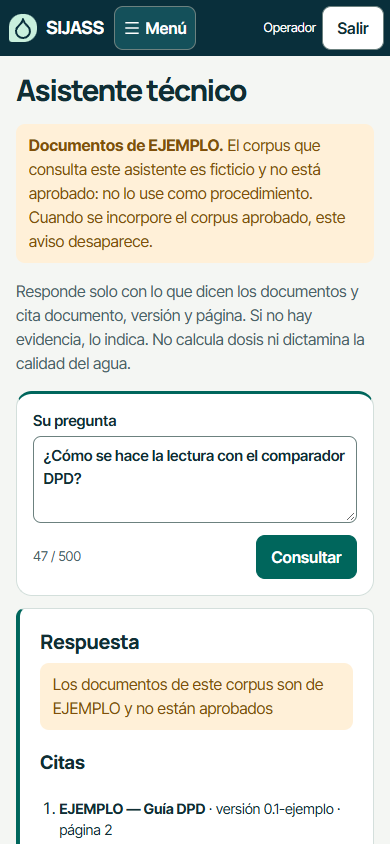 SIJASS
Menú
Operador
Salir
Asistente técnico
Documentos de EJEMPLO. El corpus que
consulta este asistente es ficticio y no está
aprobado: no lo use como procedimiento.
Cuando se incorpore el corpus aprobado, este
aviso desaparece.
Responde solo con lo que dicen los documentos y
cita documento, versión y página. Si no hay
evidencia, lo indica. No calcula dosis ni dictamina la
calidad del agua.
Su pregunta
¿Cómo se hace la lectura con el comparador
DPD?
47 / 500
Consultar
Respuesta
Los documentos de este corpus son de
EJEMPLO y no están aprobados
Citas
1. EJEMPLO — Guía DPD · versión 0.1-ejemplo ·
página 2